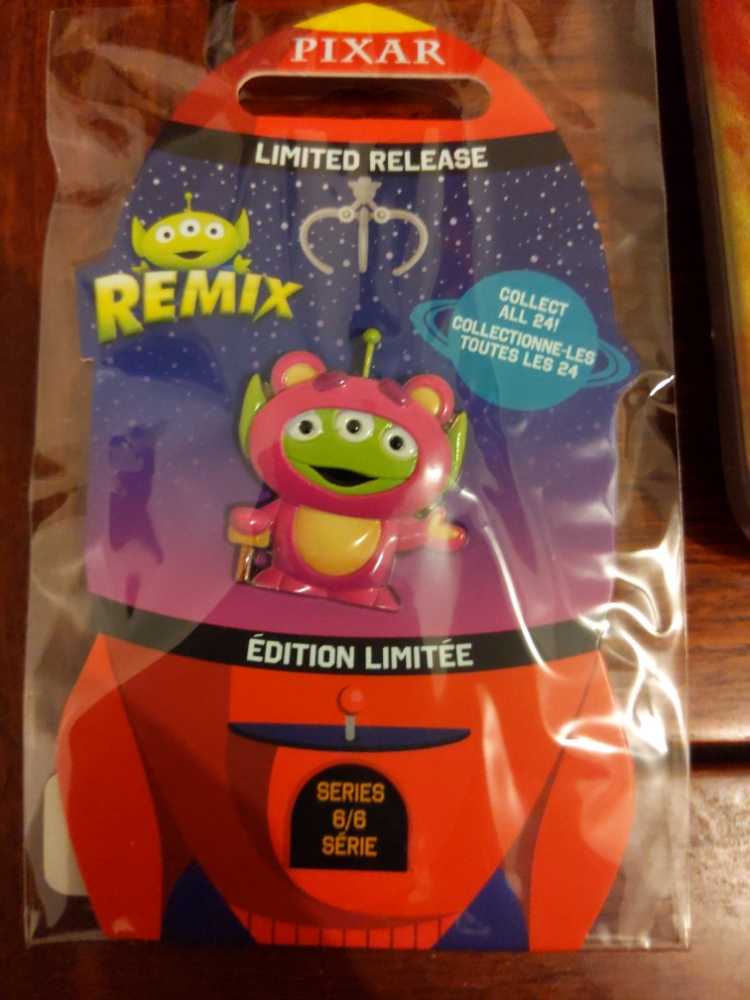 PIXAR
LIMITED RELEASE
REMIX
COLLECT
ALL 24!
COLLECTIONNE-LES
TOUTES LES 24
ÉDITION LIMITÉE
SERIES
6/6
SÉRIE